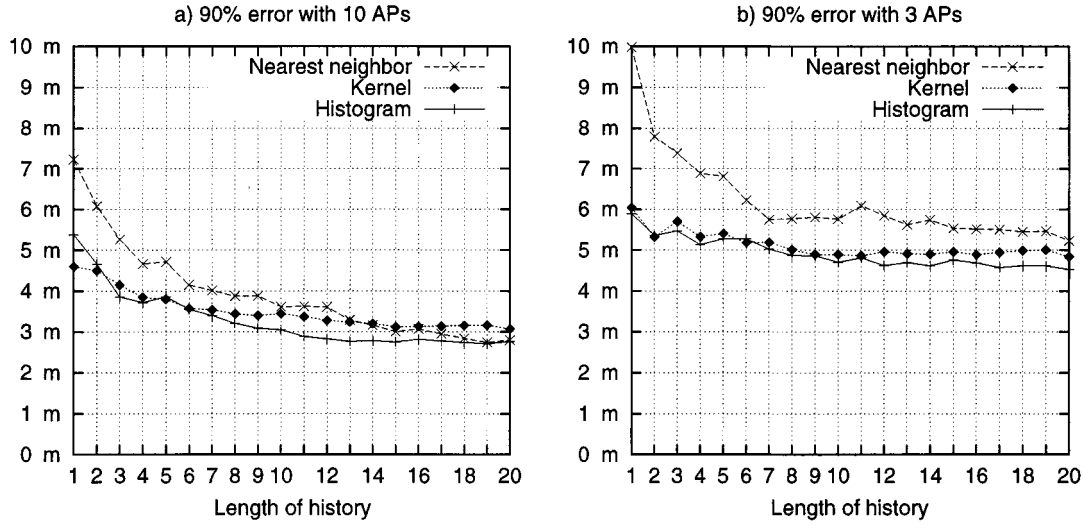 a) 90% error with 10 APs
10 m
9 m
8 m
7 m
6 m
5 m
4 m
3 m
2 m
1 m
0 m
Nearest neighbor
Kernel
Histogram
1 2 3 4 5 6 7 8 9 10 12 14 16 18 20
Length of history
b) 90% error with 3 APs
10 m
9 m
8 m
7 m
6 m
5 m
4 m
3 m
2 m
1 m
0 m
Nearest neighbor
Kernel
Histogram
1 2 3 4 5 6 7 8 9 10 12 14 16 18 20
Length of history